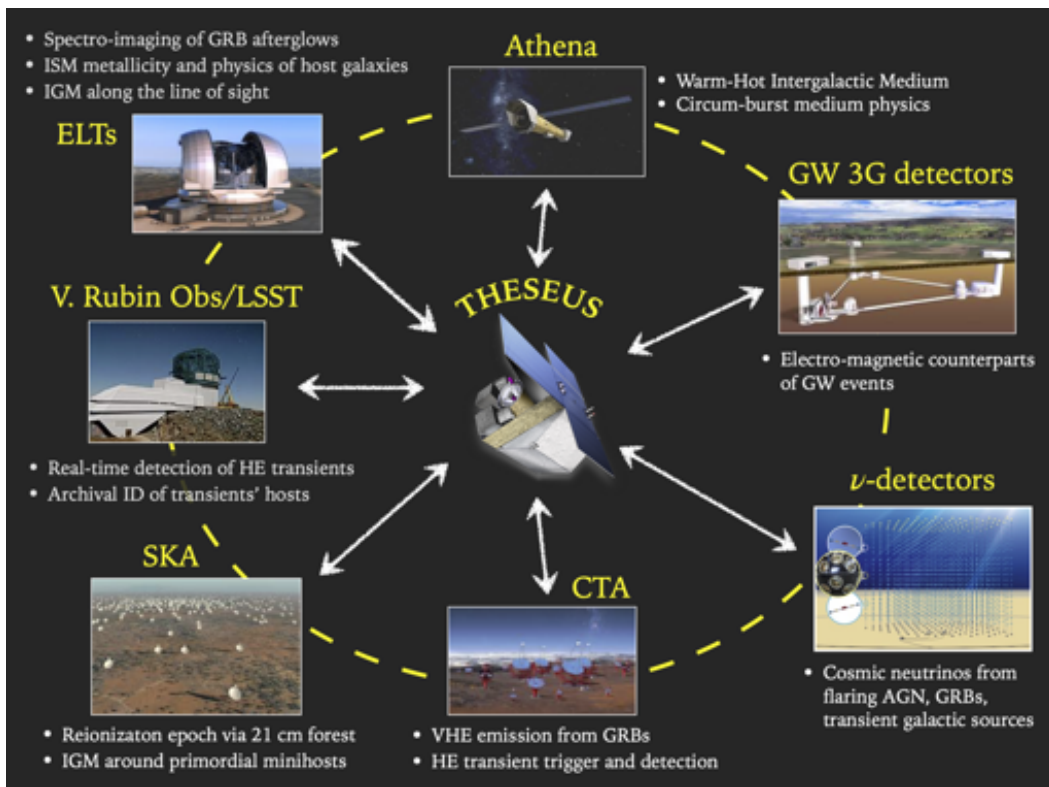 • Spectro-imaging of GRB afterglows
• ISM metallicity and physics of host galaxies
• IGM along the line of sight
ELTs
Athena
• Warm-Hot Intergalactic Medium
• Circum-burst medium physics
GW 3G detectors
• Electro-magnetic counterparts
of GW events
V. Rubin Obs/LSST
• Real-time detection of HE transients
• Archival ID of transients' hosts
THESEUS
ν-detectors
• Cosmic neutrinos from
flaring AGN, GRBs,
transient galactic sources
SKA
• Reionizaton epoch via 21 cm forest
• IGM around primordial minihosts
CTA
• VHE emission from GRBs
• HE transient trigger and detection